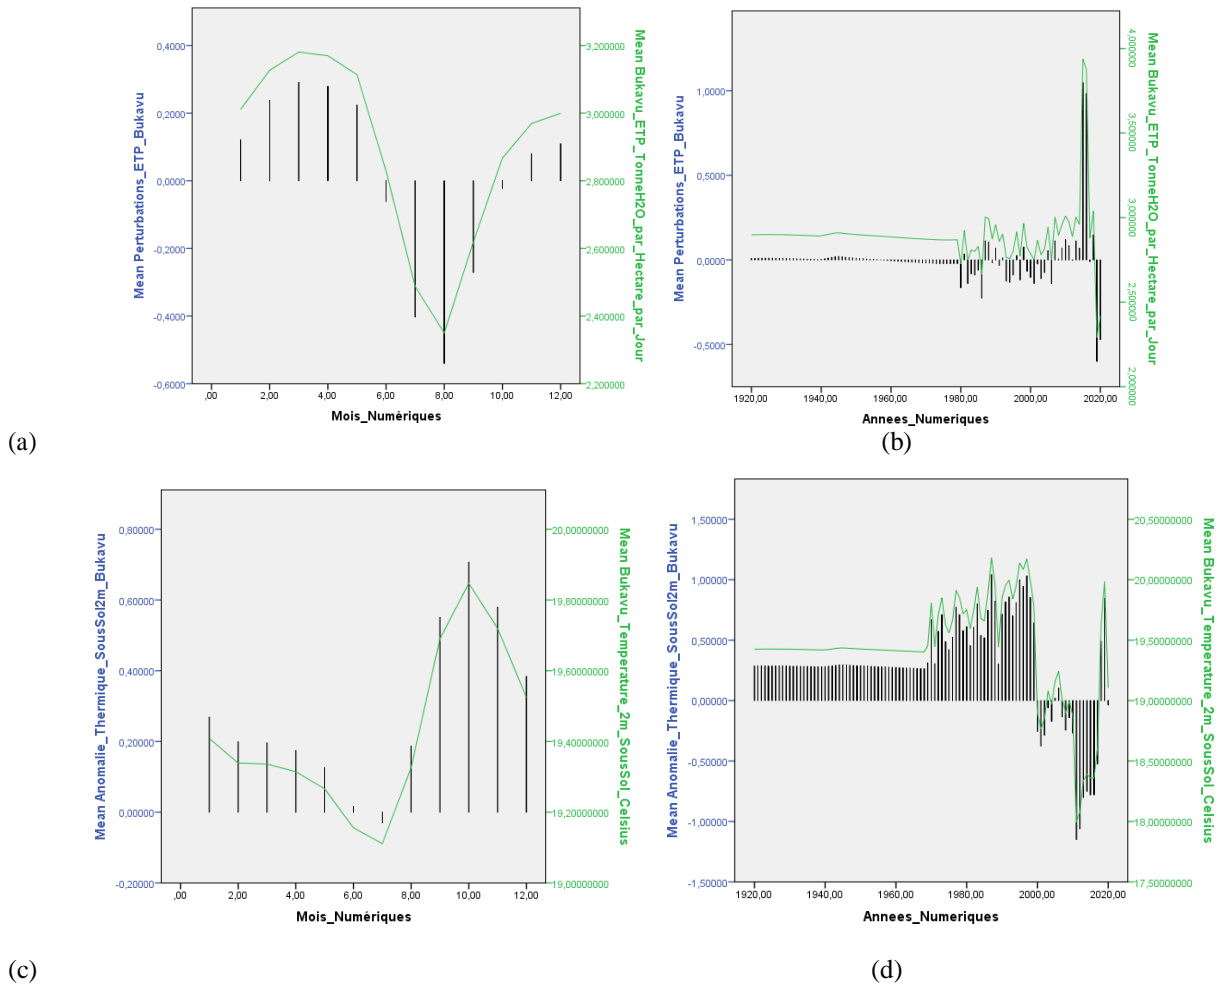 0,4000
0,2000
0,0000
-0,2000
-0,4000
-0,6000
Mean Perturbations_ETP_Bukavu
3,200000
3,000000
2,800000
2,600000
2,400000
2,200000
Mean Bukavu_ETP_TonneH2O_par_Hectare_par_Jour
,00 2,00 4,00 6,00 8,00 10,00 12,00
Mois_Numériques
(a)
1,0000
0,5000
0,0000
-0,5000
Mean Perturbations_ETP_Bukavu
4,000000
3,500000
3,000000
2,500000
2,000000
Mean Bukavu_ETP_TonneH2O_par_Hectare_par_Jour
1920,00 1940,00 1960,00 1980,00 2000,00 2020,00
Annees_Numeriques
(b)
0,80000
0,60000
0,40000
0,20000
0,00000
-0,20000
Mean Anomalie_Thermique_SousSol2m_Bukavu
20,00000000
19,80000000
19,60000000
19,40000000
19,20000000
19,00000000
Mean Bukavu_Temperature_2m_SousSol_Celsius
,00 2,00 4,00 6,00 8,00 10,00 12,00
Mois_Numériques
(c)
1,50000
1,00000
0,50000
0,00000
-0,50000
-1,00000
-1,50000
Mean Anomalie_Thermique_SousSol2m_Bukavu
20,50000000
20,00000000
19,50000000
19,00000000
18,50000000
18,00000000
17,50000000
Mean Bukavu_Temperature_2m_SousSol_Celsius
1920,00 1940,00 1960,00 1980,00 2000,00 2020,00
Annees_Numeriques
(d)